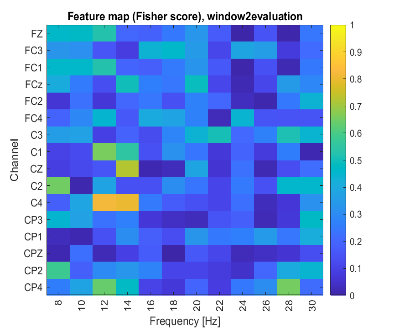 Feature map (Fisher score), window2evaluation
FZ
FC3
FC1
FCz
FC2
FC4
C3
C1
CZ
C2
C4
CP3
CP1
CPZ
CP2
CP4
Channel
8 10 12 14 16 18 20 22 24 26 28 30
Frequency [Hz]
1
0.9
0.8
0.7
0.6
0.5
0.4
0.3
0.2
0.1
0